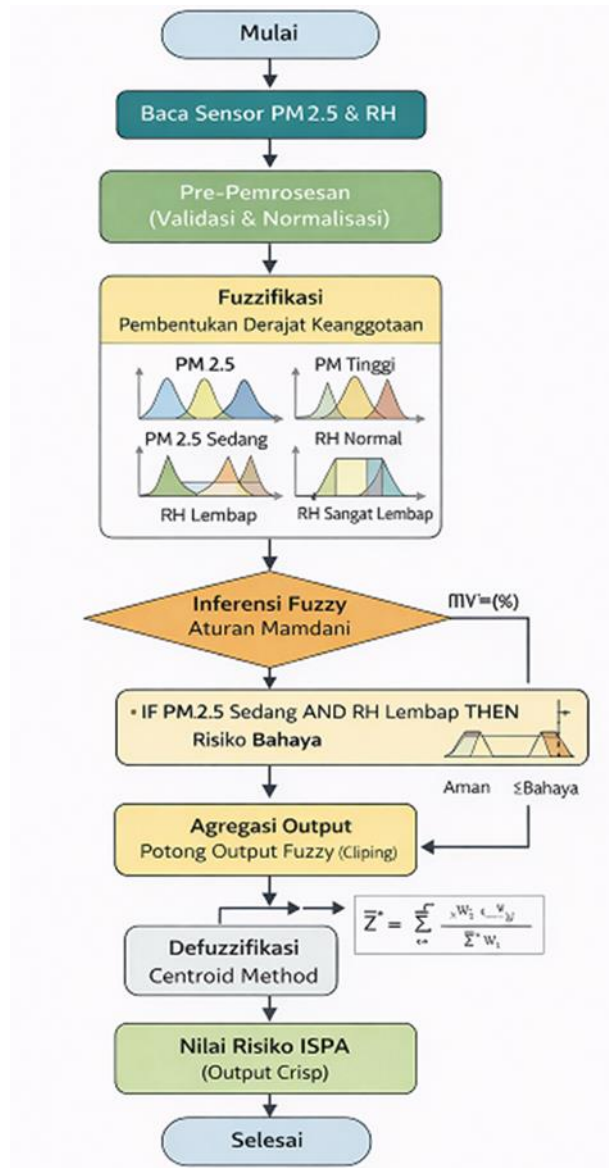 Mulai
Baca Sensor PM 2.5 & RH
Pre-Pemrosesan
(Validasi & Normalisasi)
Fuzzifikasi
Pembentukan Derajat Keanggotaan
PM 2.5
PM Tinggi
PM 2.5 Sedang
RH Normal
RH Lembap
RH Sangat Lembap
Inferensi Fuzzy
Aturan Mamdani
(%)
• IF PM.2.5 Sedang AND RH Lembap THEN
Risiko Bahaya
Aman
ΣBahaya
Agregasi Output
Potong Output Fuzzy (Cliping)
Defuzzifikasi
Centroid Method
Nilai Risiko ISPA
(Output Crisp)
Selesai